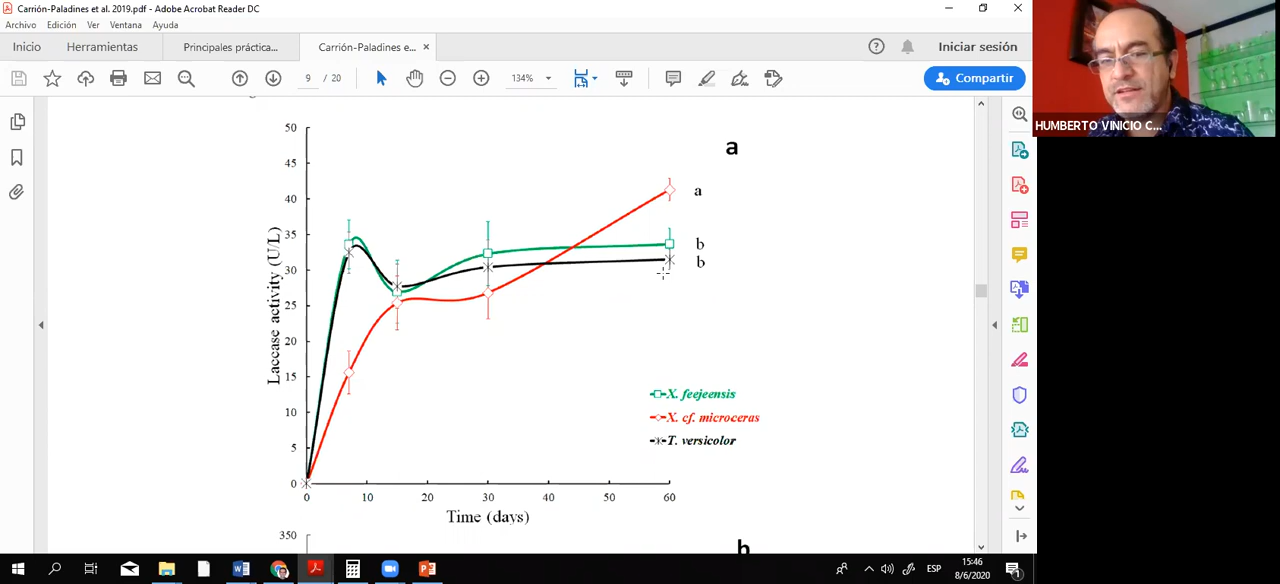 Carrión-Paladines et al. 2019.pdf - Adobe Acrobat Reader DC
Archivo Edición Ver Ventana Ayuda
Inicio Herramientas Principales práctica... Carrión-Paladines e... × Iniciar sesión
9 / 20 134% Compartir
HUMBERTO VINICIO C...
a
50
45
40
35
30
25
20
15
10
5
0
Laccase activity (U/L)
a
b
b
X. feejeensis
X. cf. microceras
T. versicolor
0 10 20 30 40 50 60
Time (days)
350
b
ESP
15:46
8/6/2020
1